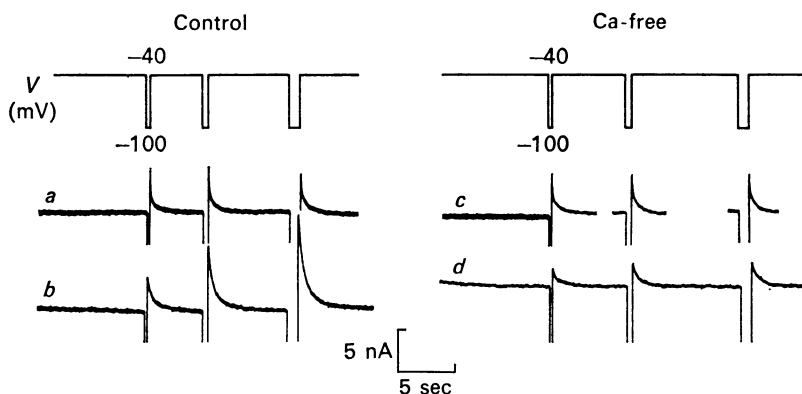 Control
Ca-free
−40
−40
V
(mV)
−100
−100
a
c
b
d
5 nA
5 sec